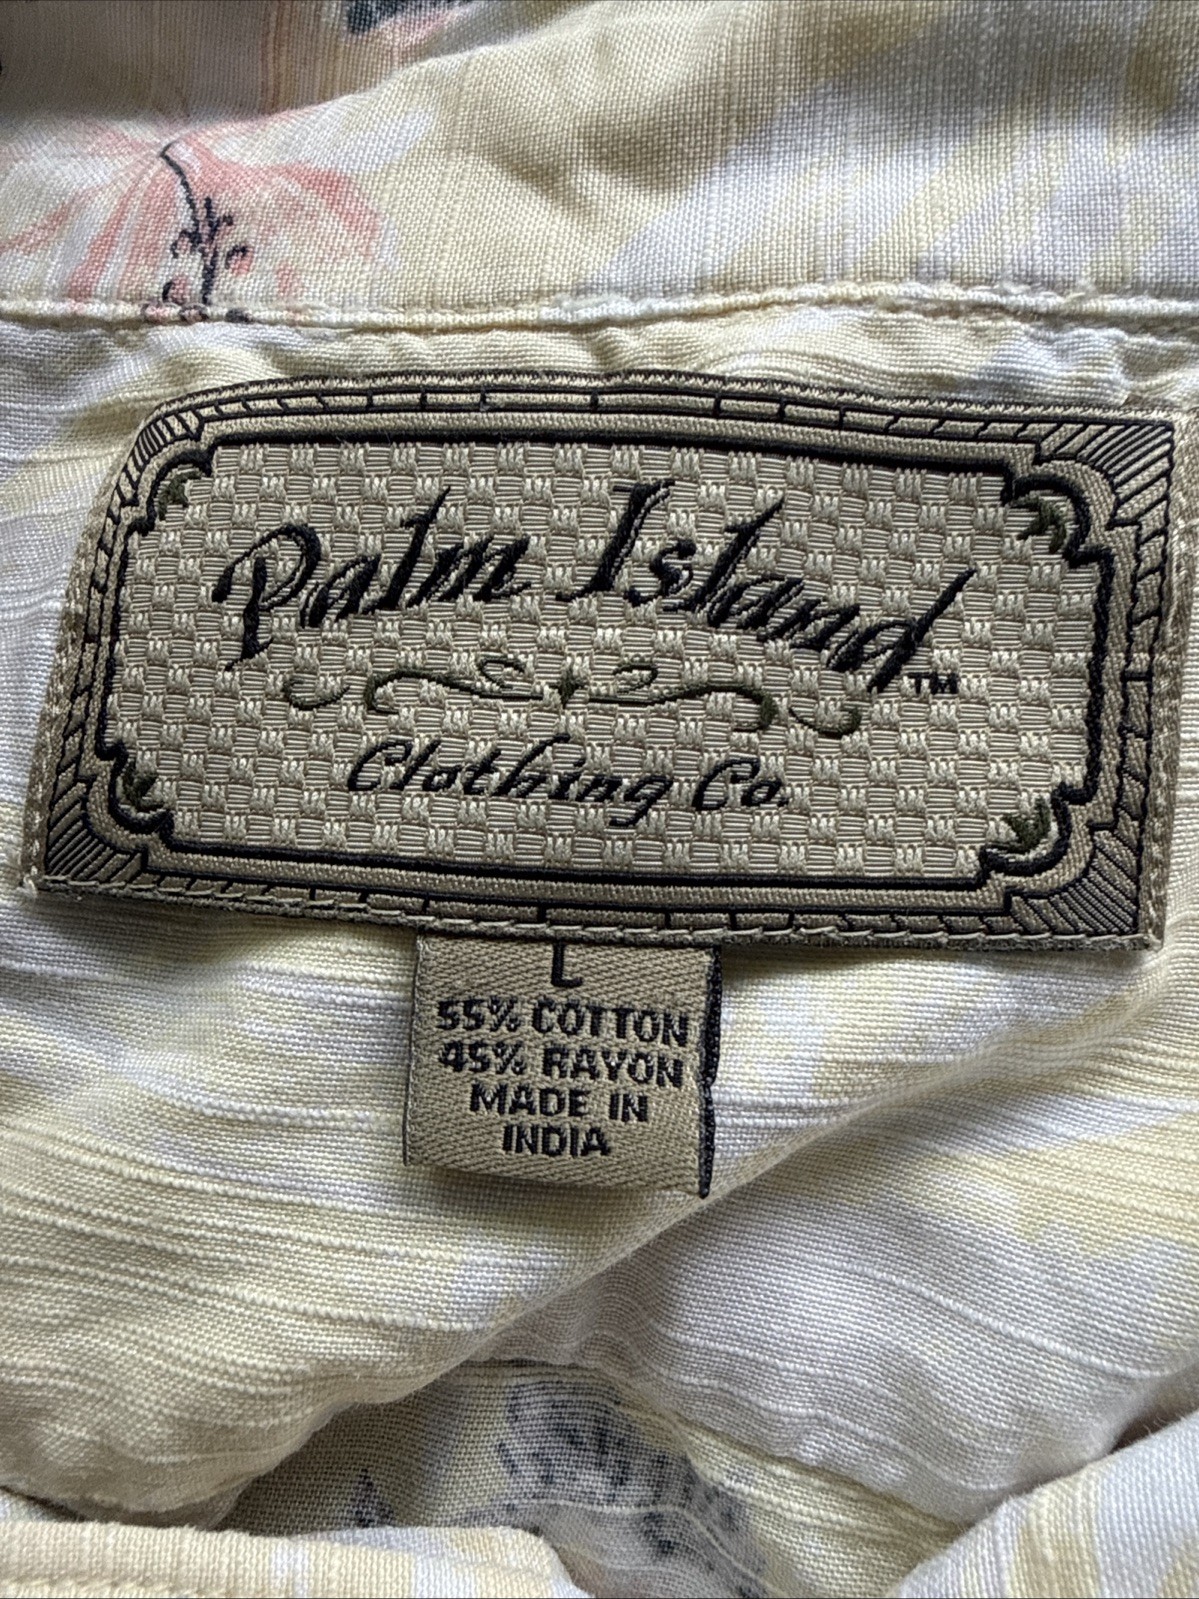 Palm Island™
Clothing Co.
L
55% COTTON
45% RAYON
MADE IN
INDIA